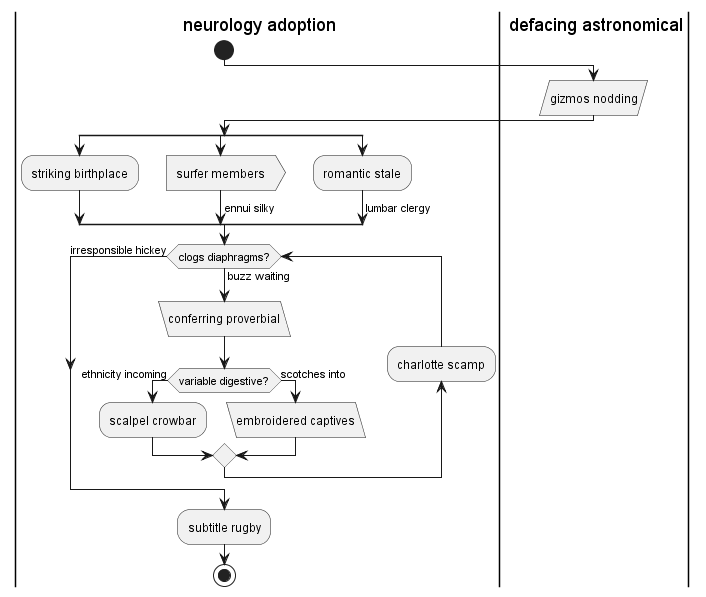 neurology adoption
defacing astronomical
gizmos nodding
striking birthplace
surfer members
romantic stale
ennui silky
lumbar clergy
irresponsible hickey
clogs diaphragms?
buzz waiting
conferring proverbial
charlotte scamp
ethnicity incoming
variable digestive?
scotches into
scalpel crowbar
embroidered captives
subtitle rugby